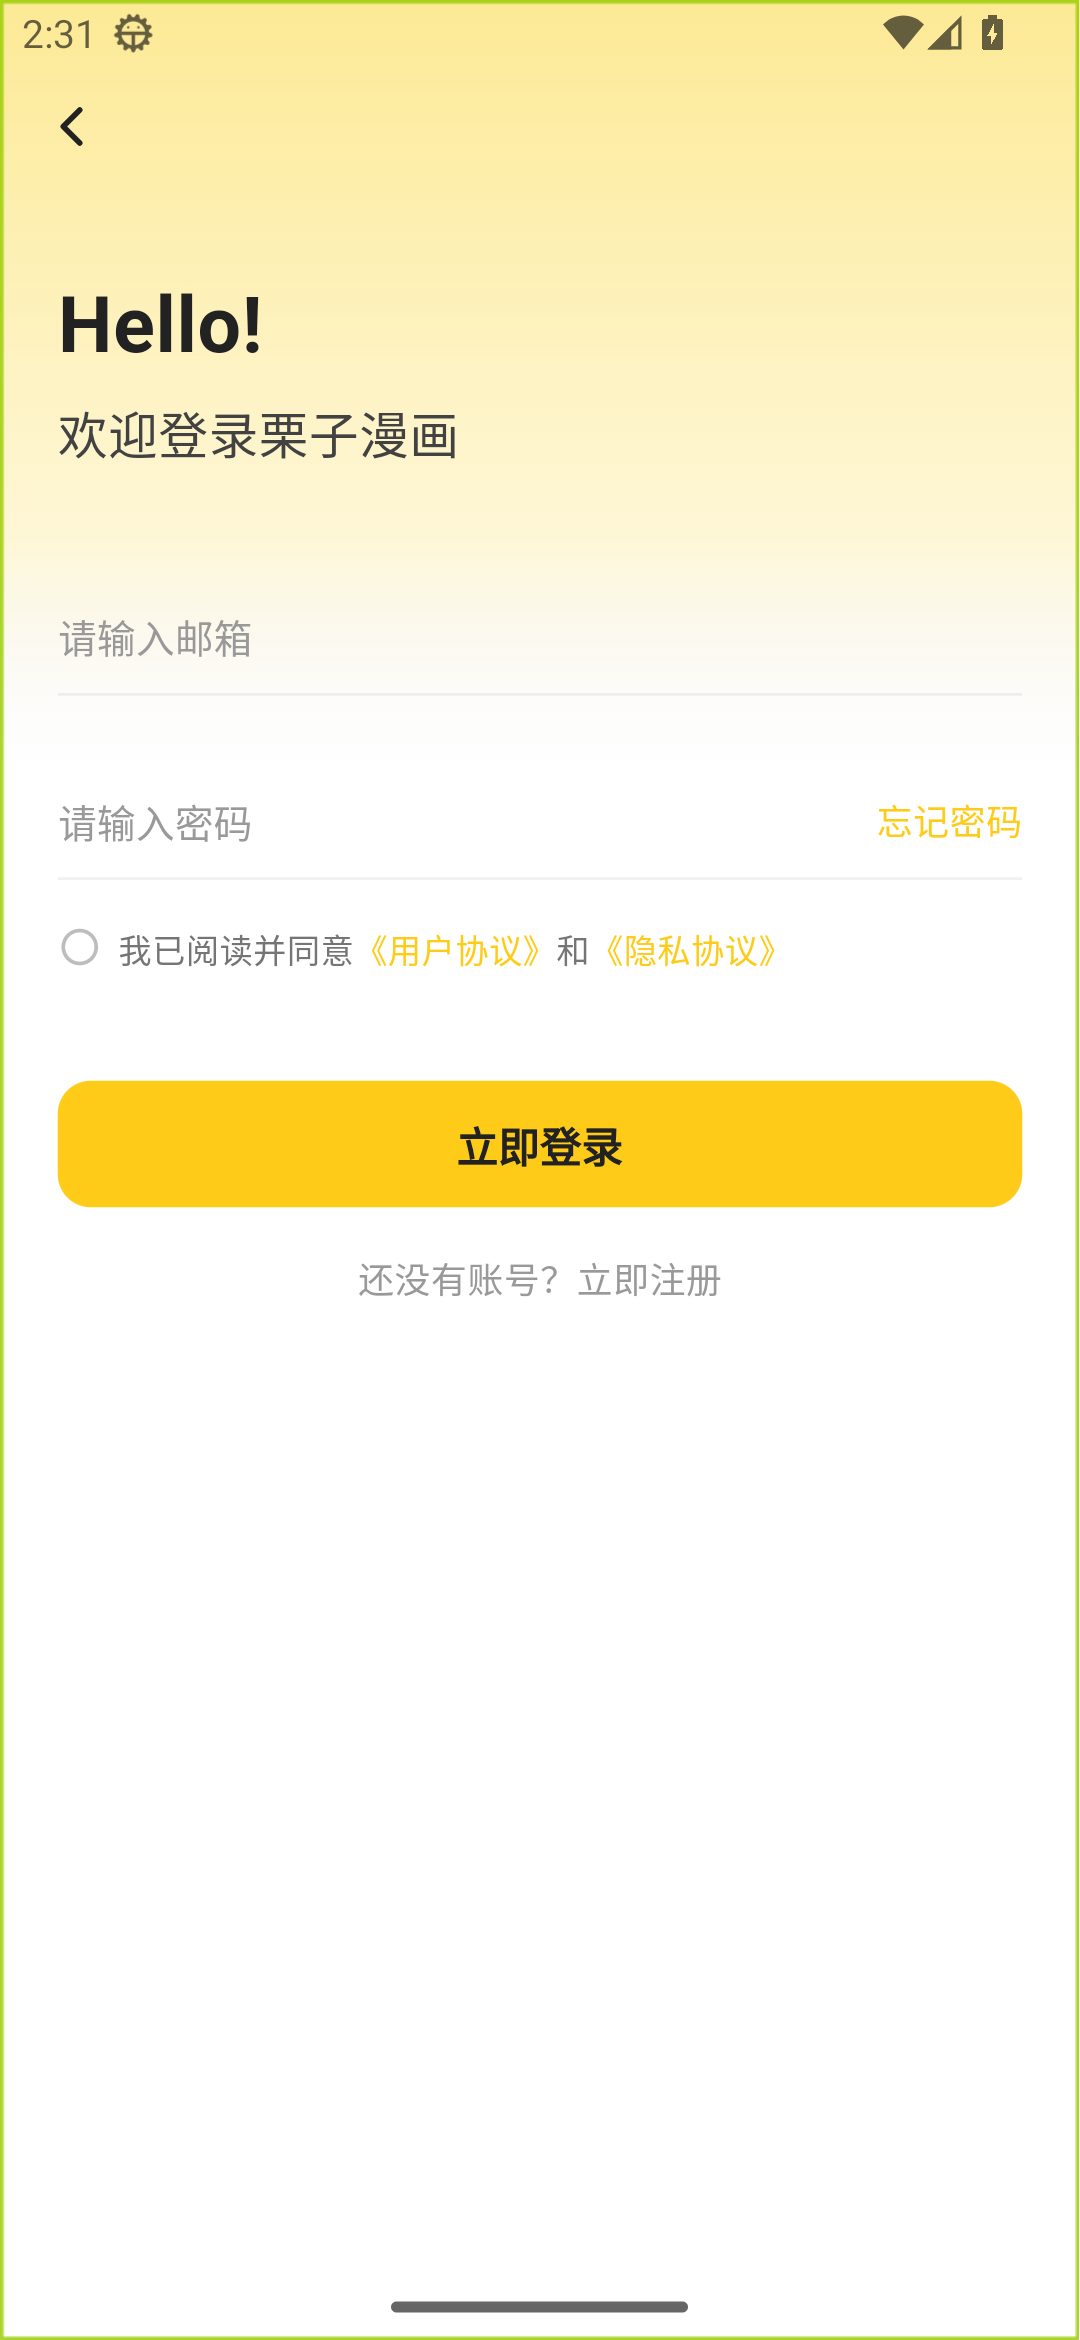 2:31
Hello!
欢迎登录栗子漫画
请输入邮箱
请输入密码
忘记密码
我已阅读并同意《用户协议》和《隐私协议》
立即登录
还没有账号？立即注册